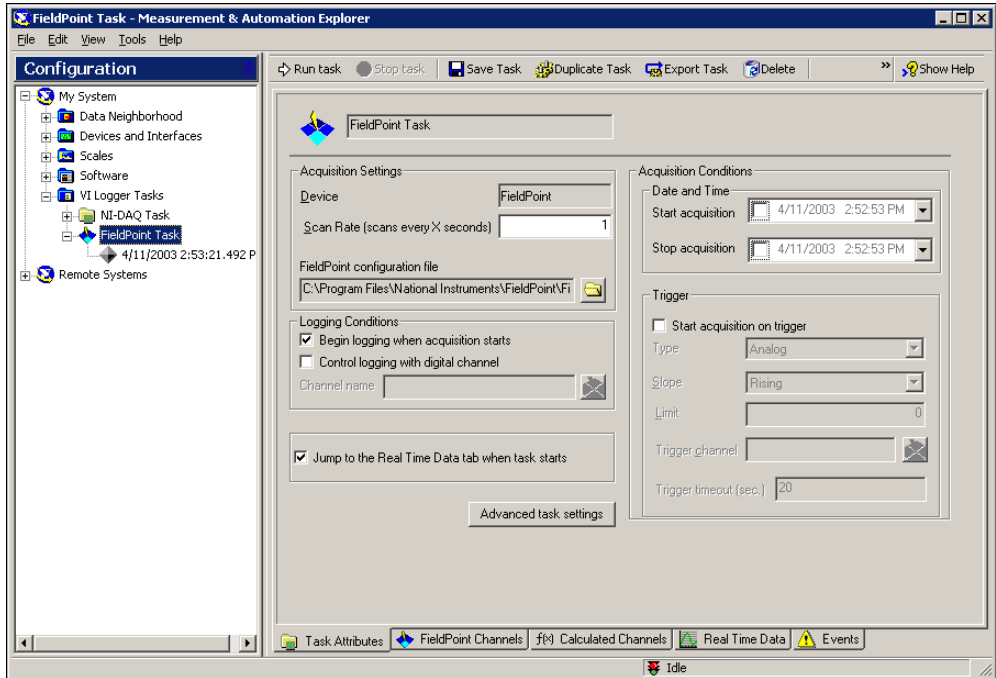 FieldPoint Task - Measurement & Automation Explorer
File Edit View Tools Help
Configuration
Run task Stop task Save Task Duplicate Task Export Task Delete » Show Help
My System
Data Neighborhood
Devices and Interfaces
Scales
Software
VI Logger Tasks
NI-DAQ Task
FieldPoint Task
4/11/2003 2:53:21.492 P
Remote Systems
FieldPoint Task
Acquisition Settings
Device FieldPoint
Scan Rate (scans every X seconds) 1
FieldPoint configuration file
C:\Program Files\National Instruments\FieldPoint\Fi
Logging Conditions
Begin logging when acquisition starts
Control logging with digital channel
Channel name
Jump to the Real Time Data tab when task starts
Advanced task settings
Acquisition Conditions
Date and Time
Start acquisition 4/11/2003 2:52:53 PM
Stop acquisition 4/11/2003 2:52:53 PM
Trigger
Start acquisition on trigger
Type Analog
Slope Rising
Limit 0
Trigger channel
Trigger timeout (sec.) 20
Task Attributes FieldPoint Channels f(x) Calculated Channels Real Time Data Events
Idle